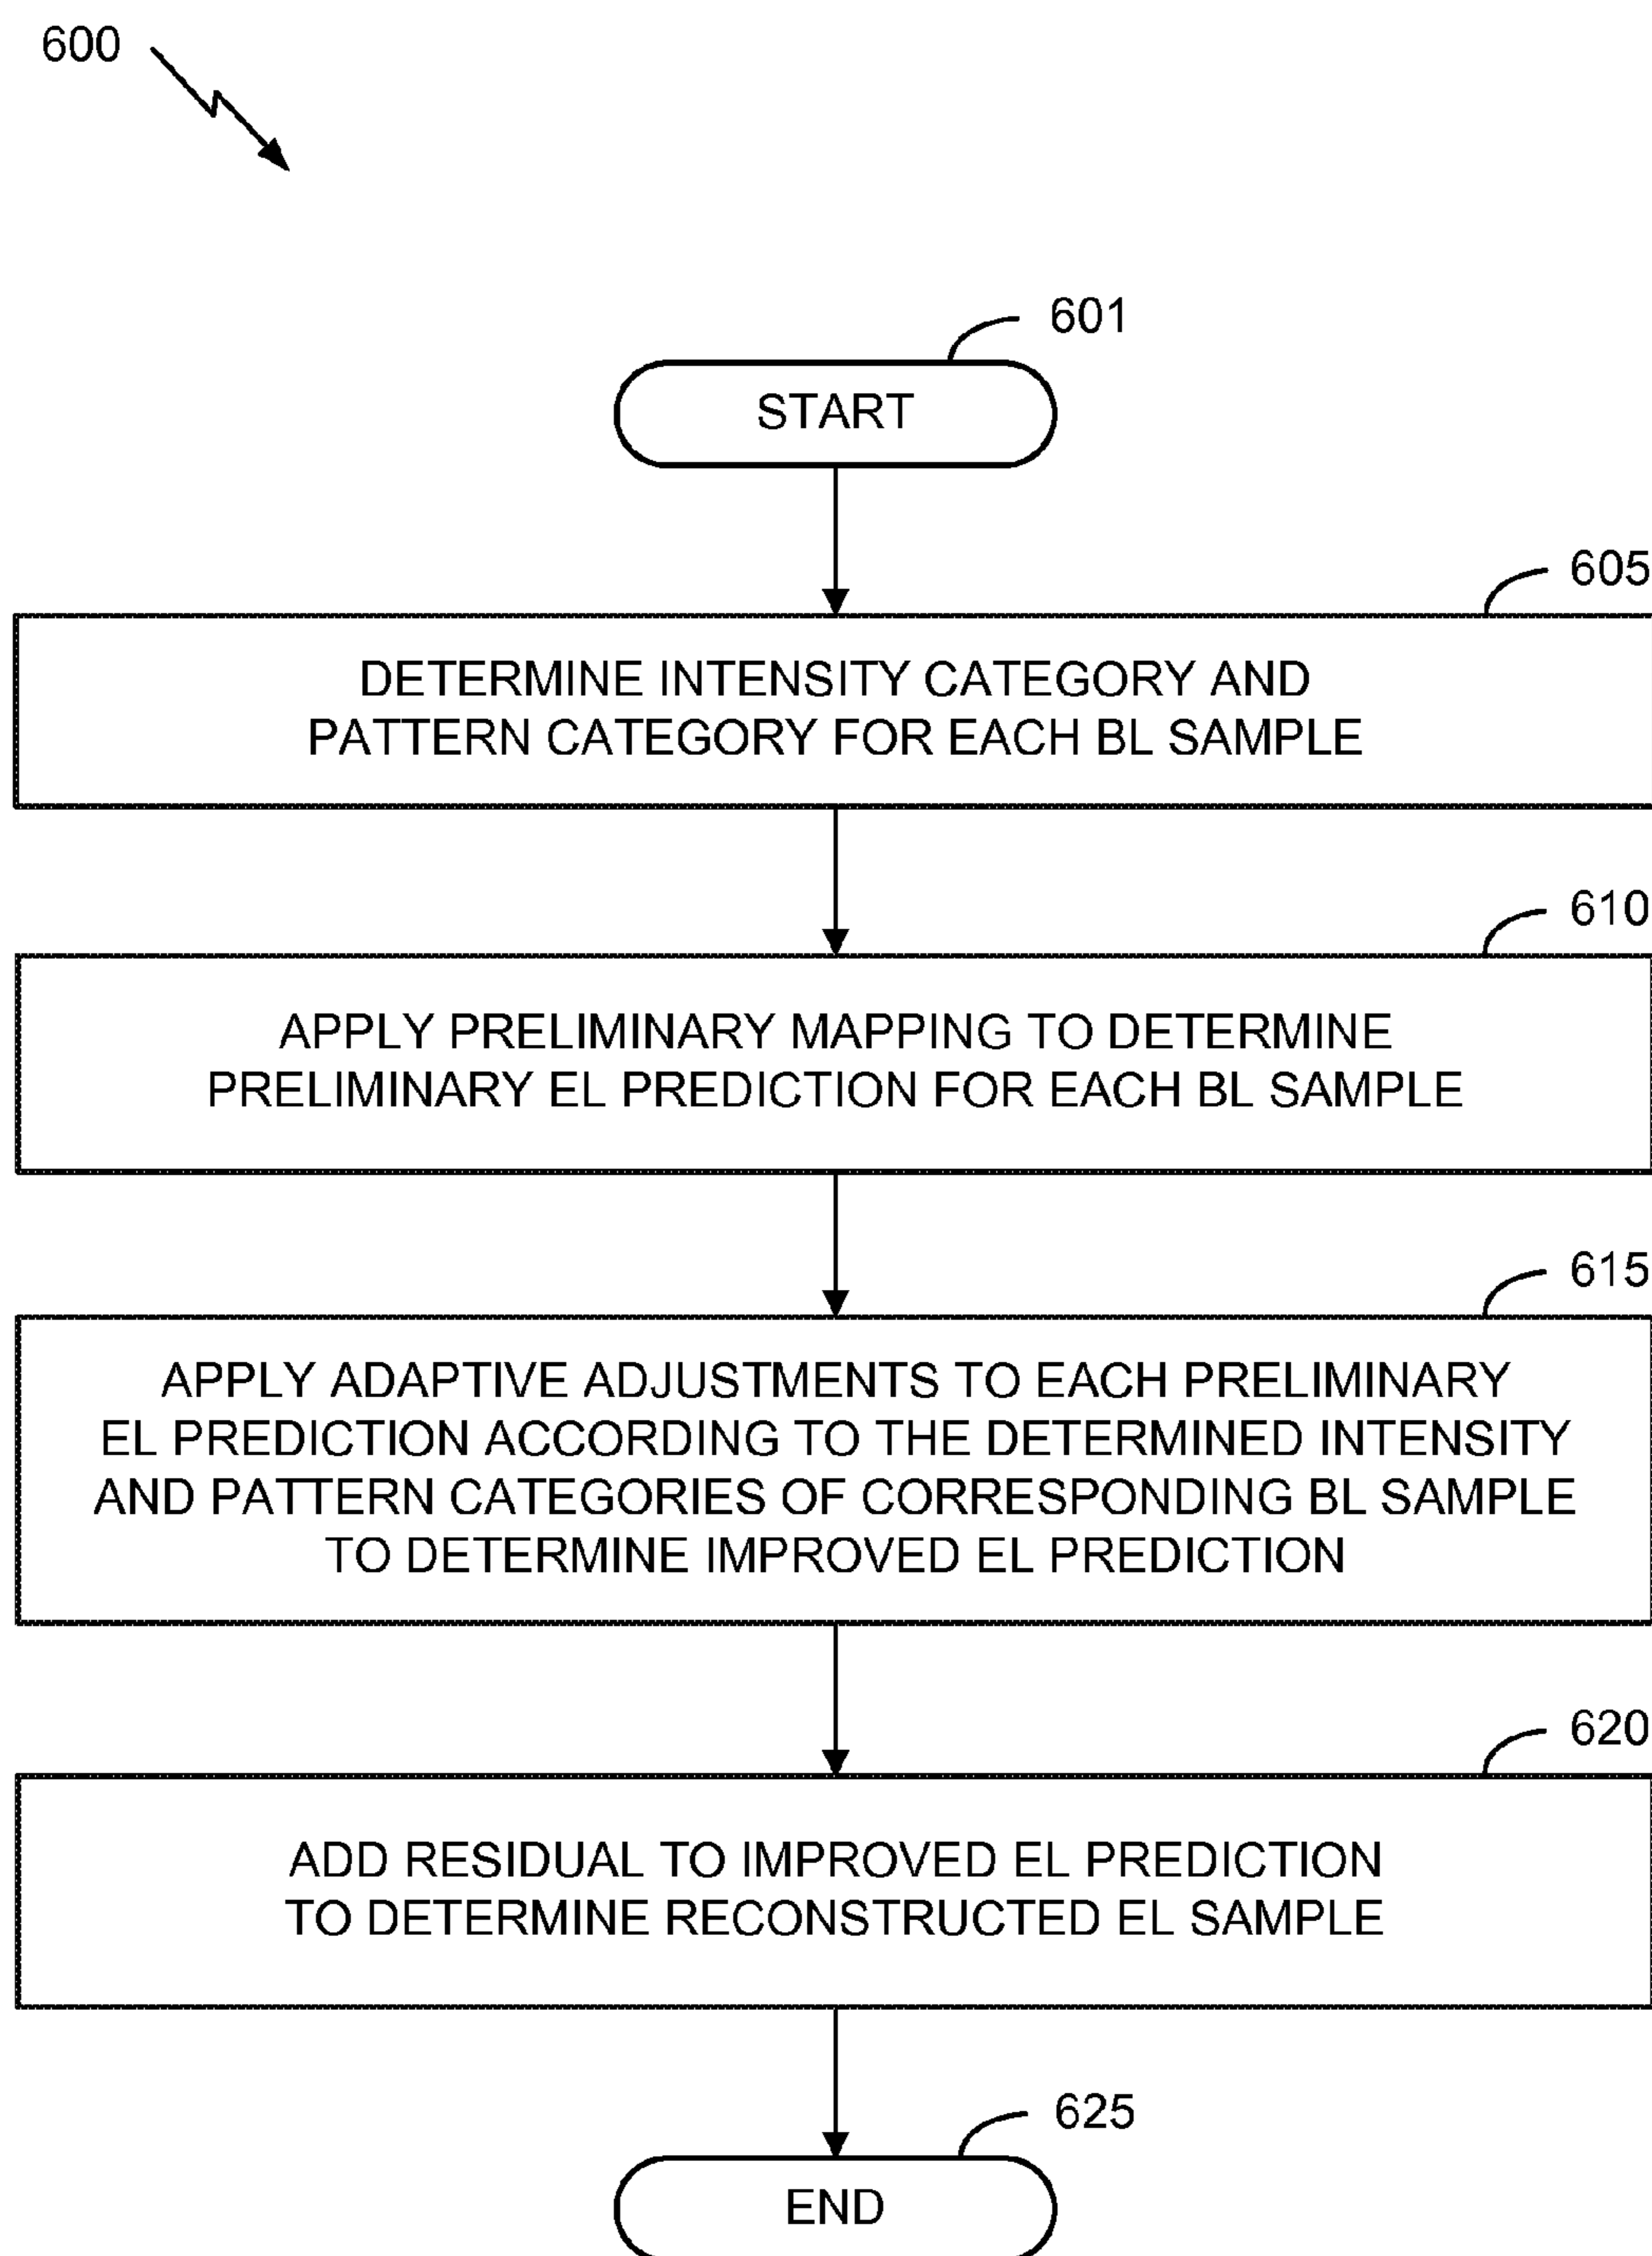 600
601
START
605
DETERMINE INTENSITY CATEGORY AND
PATTERN CATEGORY FOR EACH BL SAMPLE
610
APPLY PRELIMINARY MAPPING TO DETERMINE
PRELIMINARY EL PREDICTION FOR EACH BL SAMPLE
615
APPLY ADAPTIVE ADJUSTMENTS TO EACH PRELIMINARY
EL PREDICTION ACCORDING TO THE DETERMINED INTENSITY
AND PATTERN CATEGORIES OF CORRESPONDING BL SAMPLE
TO DETERMINE IMPROVED EL PREDICTION
620
ADD RESIDUAL TO IMPROVED EL PREDICTION
TO DETERMINE RECONSTRUCTED EL SAMPLE
625
END